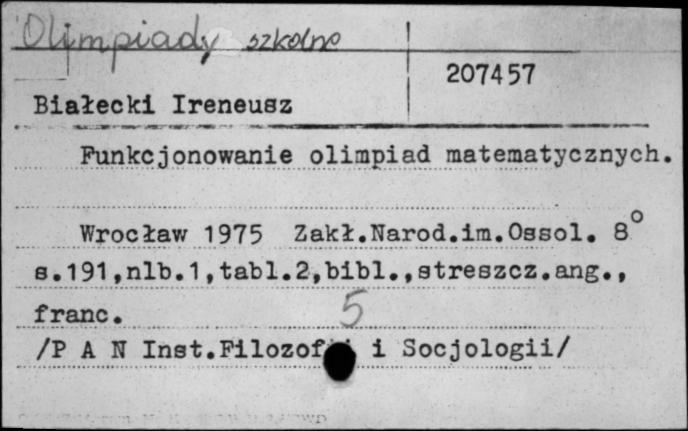 Olimpiady szkolne
207457
Białecki Ireneusz
Funkcjonowanie olimpiad matematycznych.
Wrocław 1975 Zakł.Narod.im.Ossol. 8°
s.191,nlb.1,tabl.2,bibl.,streszcz.ang.,
franc.
5
/P A N Inst.Filozofii i Socjologii/